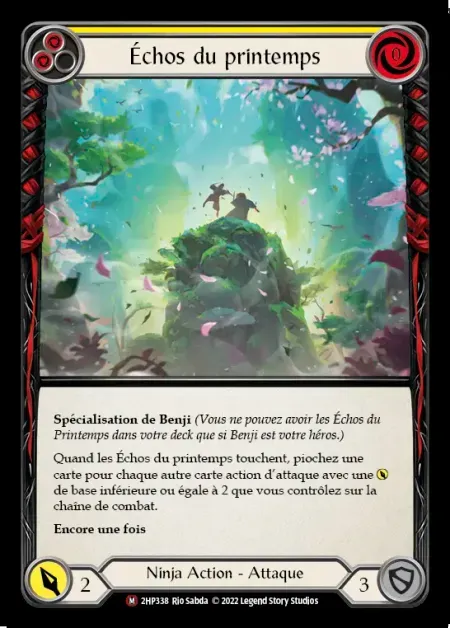 Échos du printemps
0
Spécialisation de Benji (Vous ne pouvez avoir les Échos du
Printemps dans votre deck que si Benji est votre héros.)
Quand les Échos du printemps touchent, piochez une
carte pour chaque autre carte action d'attaque avec une
de base inférieure ou égale à 2 que vous contrôlez sur la
chaîne de combat.
Encore une fois
2
Ninja Action - Attaque
3
M 2HP338 Rio Sabda © 2022 Legend Story Studios